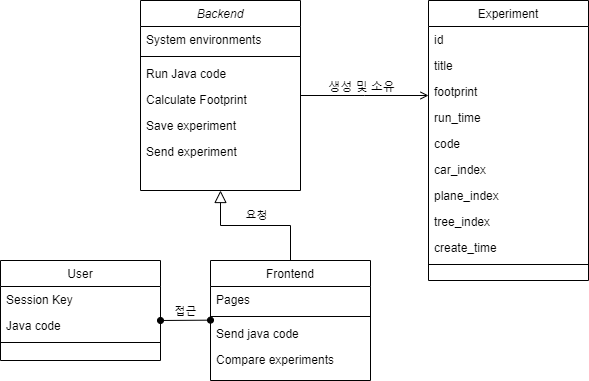 Backend
System environments
Run Java code
Calculate Footprint
Save experiment
Send experiment
생성 및 소유
Experiment
id
title
footprint
run_time
code
car_index
plane_index
tree_index
create_time
요청
User
Session Key
Java code
접근
Frontend
Pages
Send java code
Compare experiments